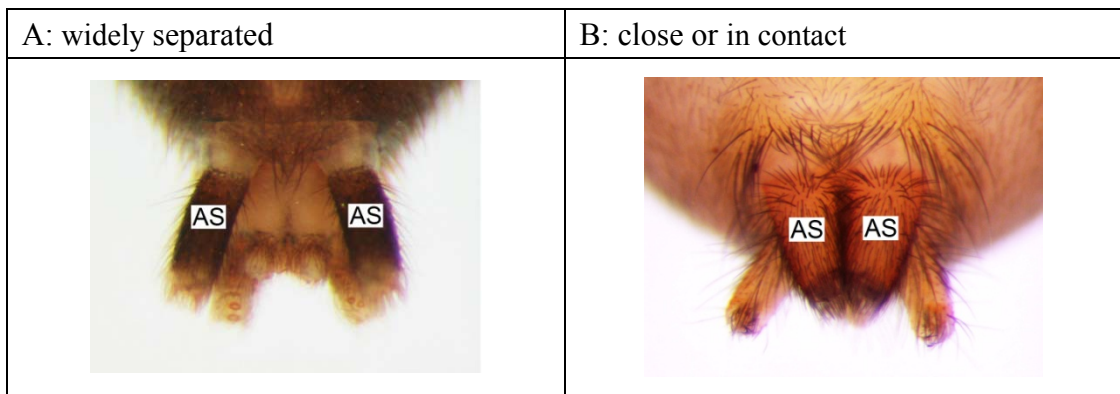 A: widely separated
B: close or in contact
AS
AS
AS
AS